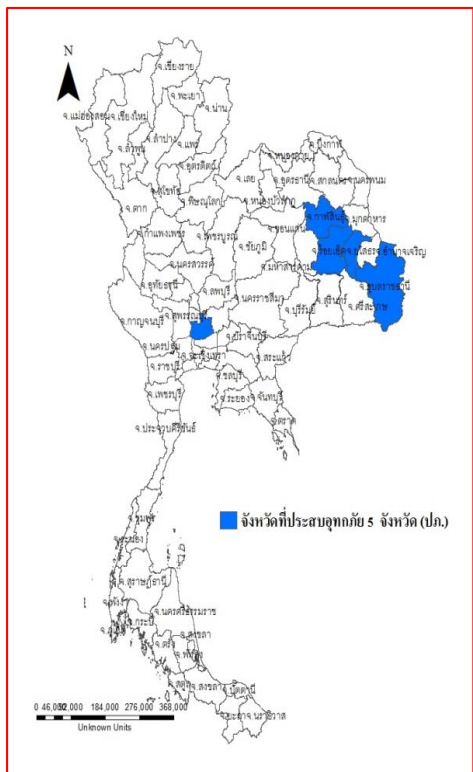 N
จ.เชียงราย
จ.พะเยา
จ.น่าน
จ.แม่ฮ่องสอน
จ.เชียงใหม่
จ.ลำปาง
จ.ลำพูน
จ.แพร่
จ.อุตรดิตถ์
จ.บึงกาฬ
จ.หนองคาย
จ.เลย
จ.อุดรธานี
จ.สกลนคร
จ.นครพนม
จ.สุโขทัย
จ.ตาก
จ.พิษณุโลก
จ.หนองบัวลำภู
จ.ขอนแก่น
จ.กาฬสินธุ์
จ.มุกดาหาร
จ.กำแพงเพชร
จ.เพชรบูรณ์
จ.ชัยภูมิ
จ.มหาสารคาม
จ.ร้อยเอ็ด
จ.ยโสธร
จ.อำนาจเจริญ
จ.นครสวรรค์
จ.อุทัยธานี
จ.ลพบุรี
จ.นครราชสีมา
จ.บุรีรัมย์
จ.สุรินทร์
จ.ศรีสะเกษ
จ.อุบลราชธานี
จ.กาญจนบุรี
จ.สุพรรณบุรี
จ.นครปฐม
จ.ปราจีนบุรี
จ.ฉะเชิงเทรา
จ.สระแก้ว
จ.ราชบุรี
จ.ชลบุรี
จ.เพชรบุรี
จ.ระยอง
จ.จันทบุรี
จ.ตราด
จ.ประจวบคีรีขันธ์
จังหวัดที่ประสบอุทกภัย 5 จังหวัด (ปภ.)
จ.ชุมพร
จ.ระนอง
จ.สุราษฎร์ธานี
จ.พังงา
จ.นครศรีธรรมราช
จ.กระบี่
จ.ภูเก็ต
จ.ตรัง
จ.สงขลา
จ.พัทลุง
จ.สตูล
จ.สงขลา
จ.ปัตตานี
จ.ยะลา
จ.นราธิวาส
0 46,000 92,000 184,000 276,000 368,000
Unknown Units